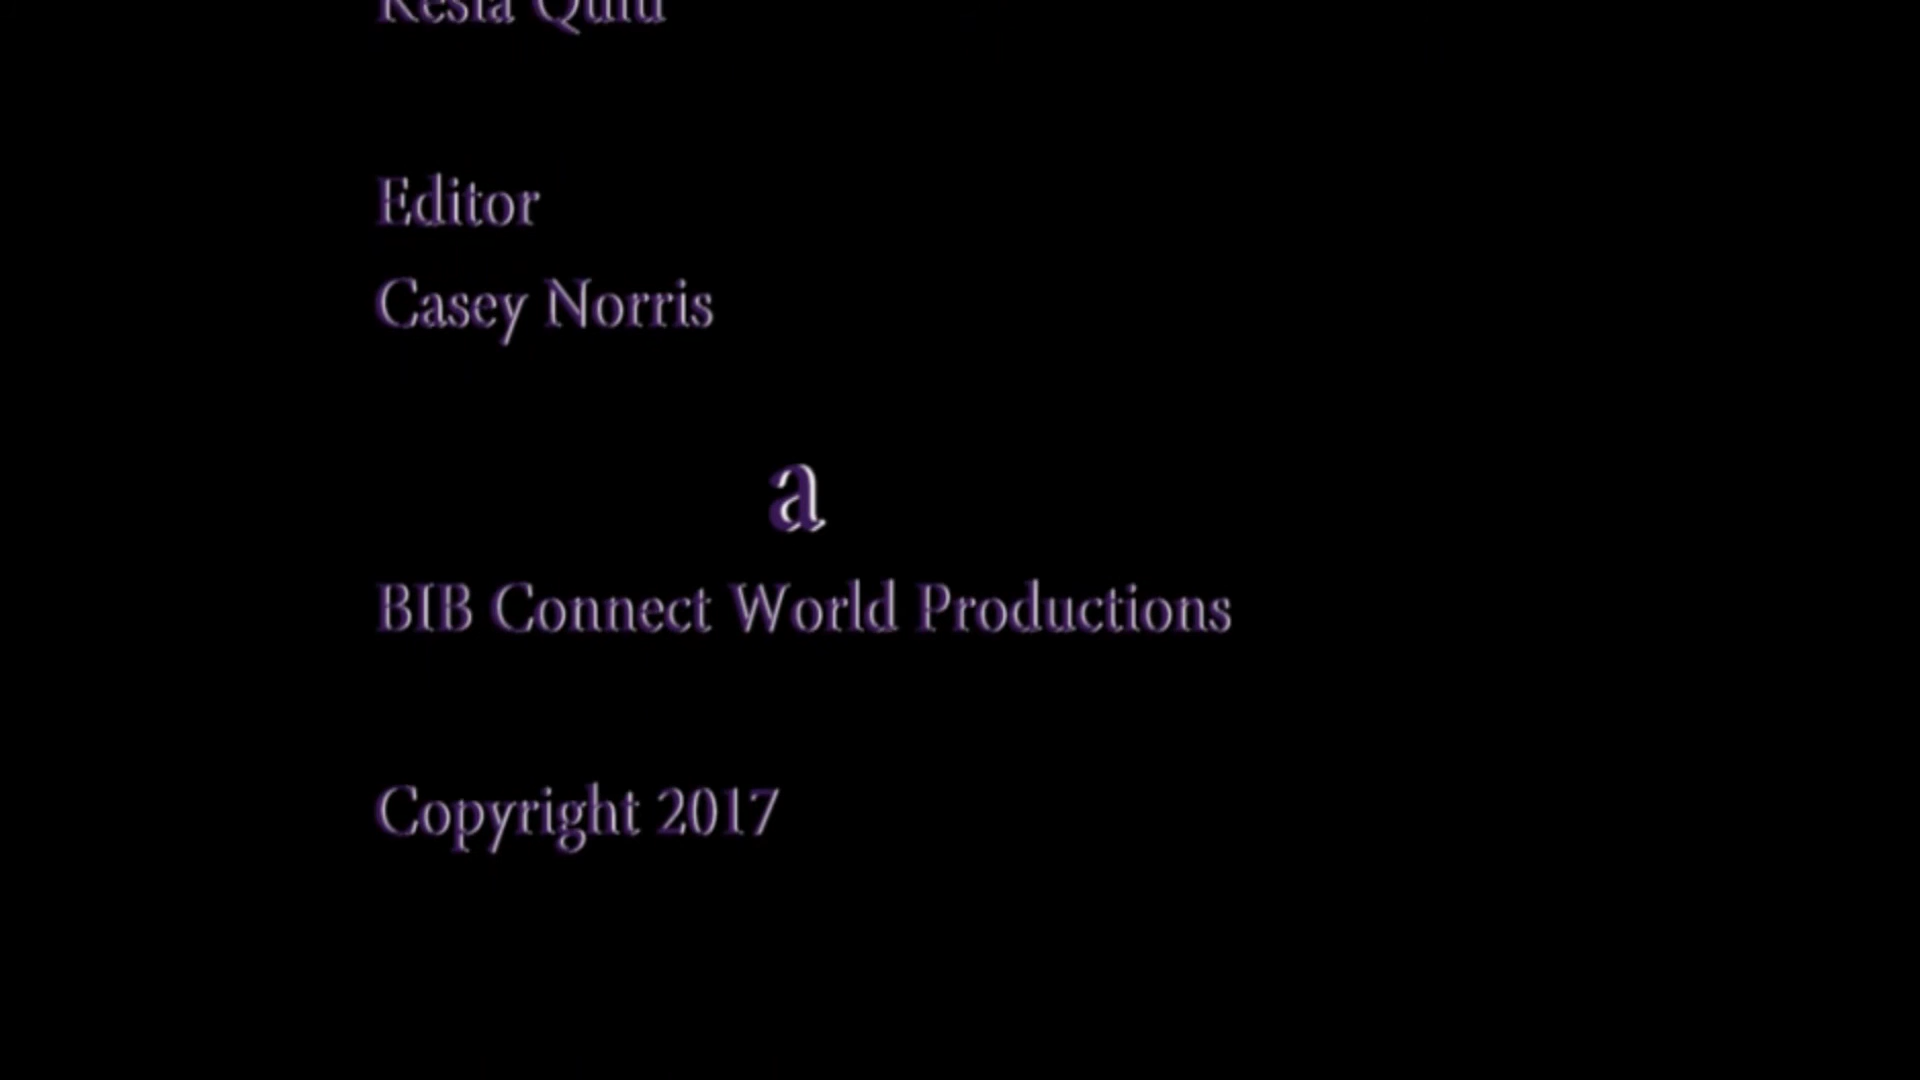 Editor
Casey Norris
a
BIB Connect World Productions
Copyright 2017